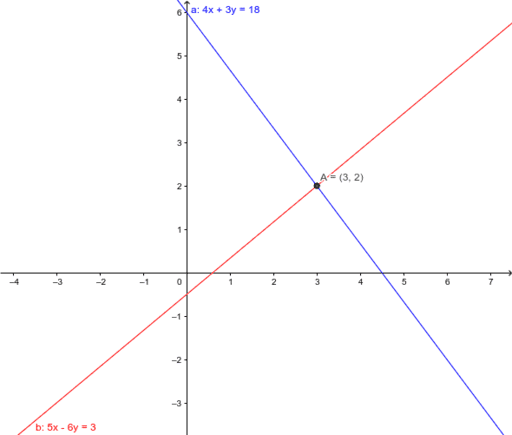 6
a: 4x + 3y = 18
5
4
3
A = (3, 2)
2
1
–4 –3 –2 –1 0 1 2 3 4 5 6 7
–1
–2
–3
b: 5x - 6y = 3